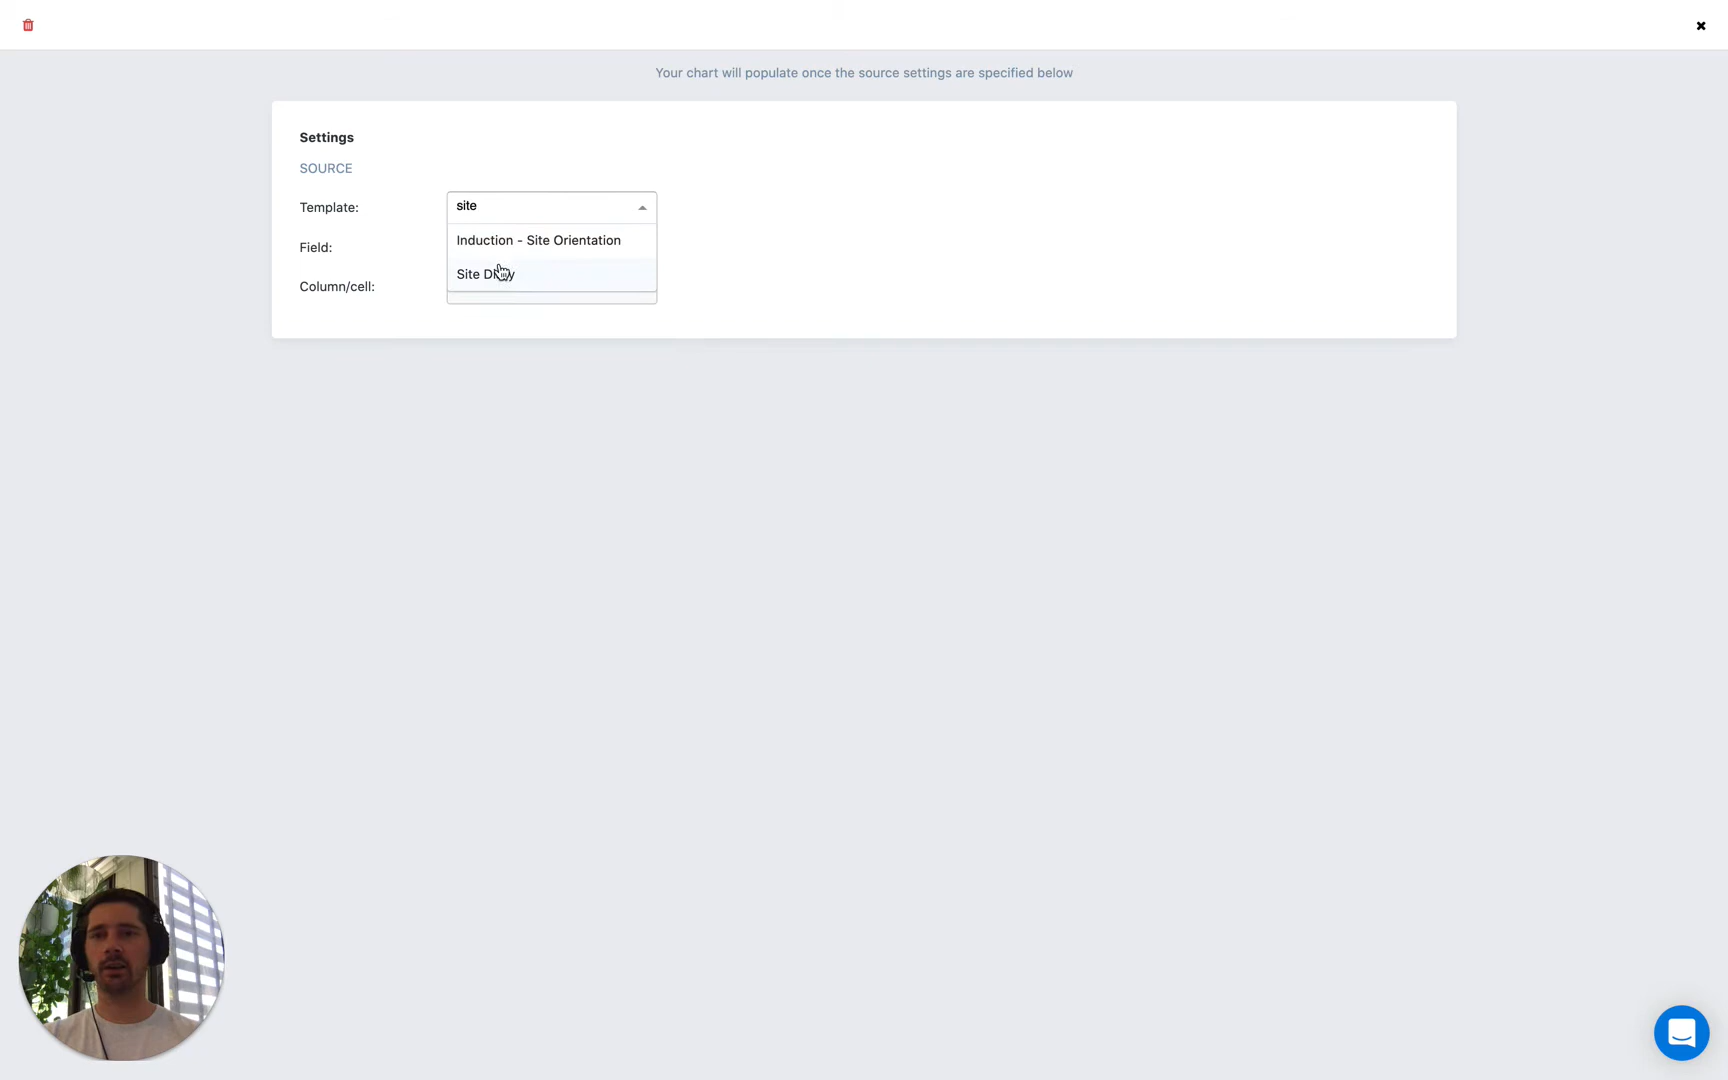 Your chart will populate once the source settings are specified below
Settings
SOURCE
Template:
site
Induction - Site Orientation
Field:
Site Diary
Column/cell: